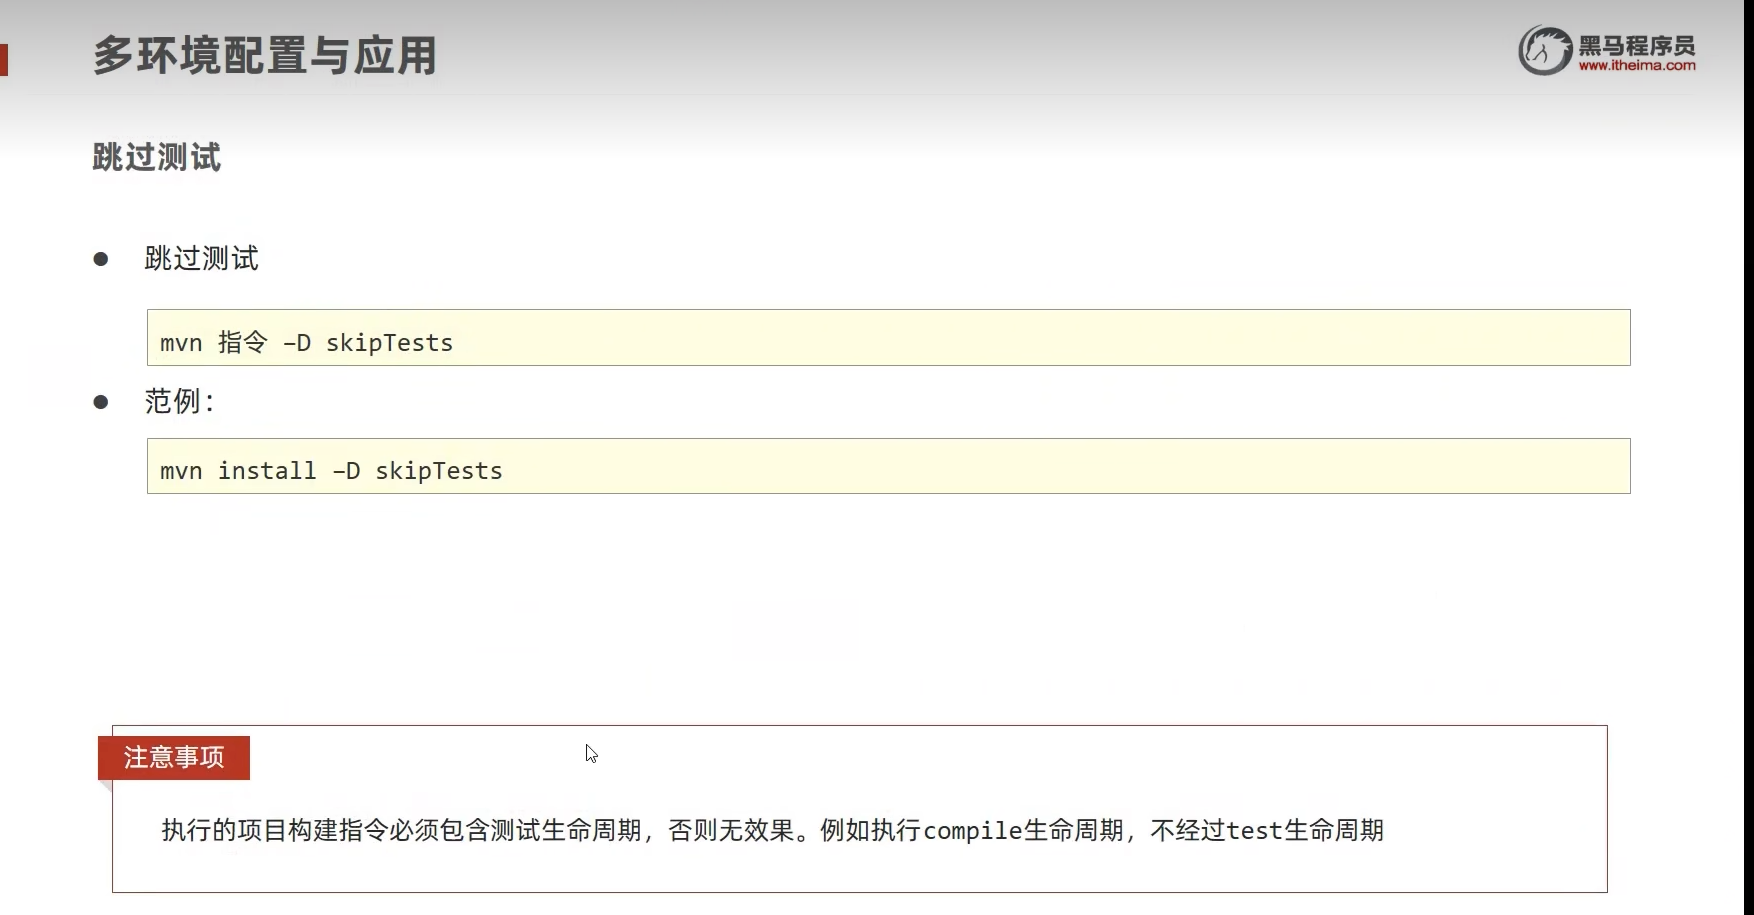 多环境配置与应用
黑马程序员
www.itheima.com
跳过测试
● 跳过测试
mvn 指令 –D skipTests
● 范例：
mvn install –D skipTests
注意事项
执行的项目构建指令必须包含测试生命周期，否则无效果。例如执行compile生命周期，不经过test生命周期